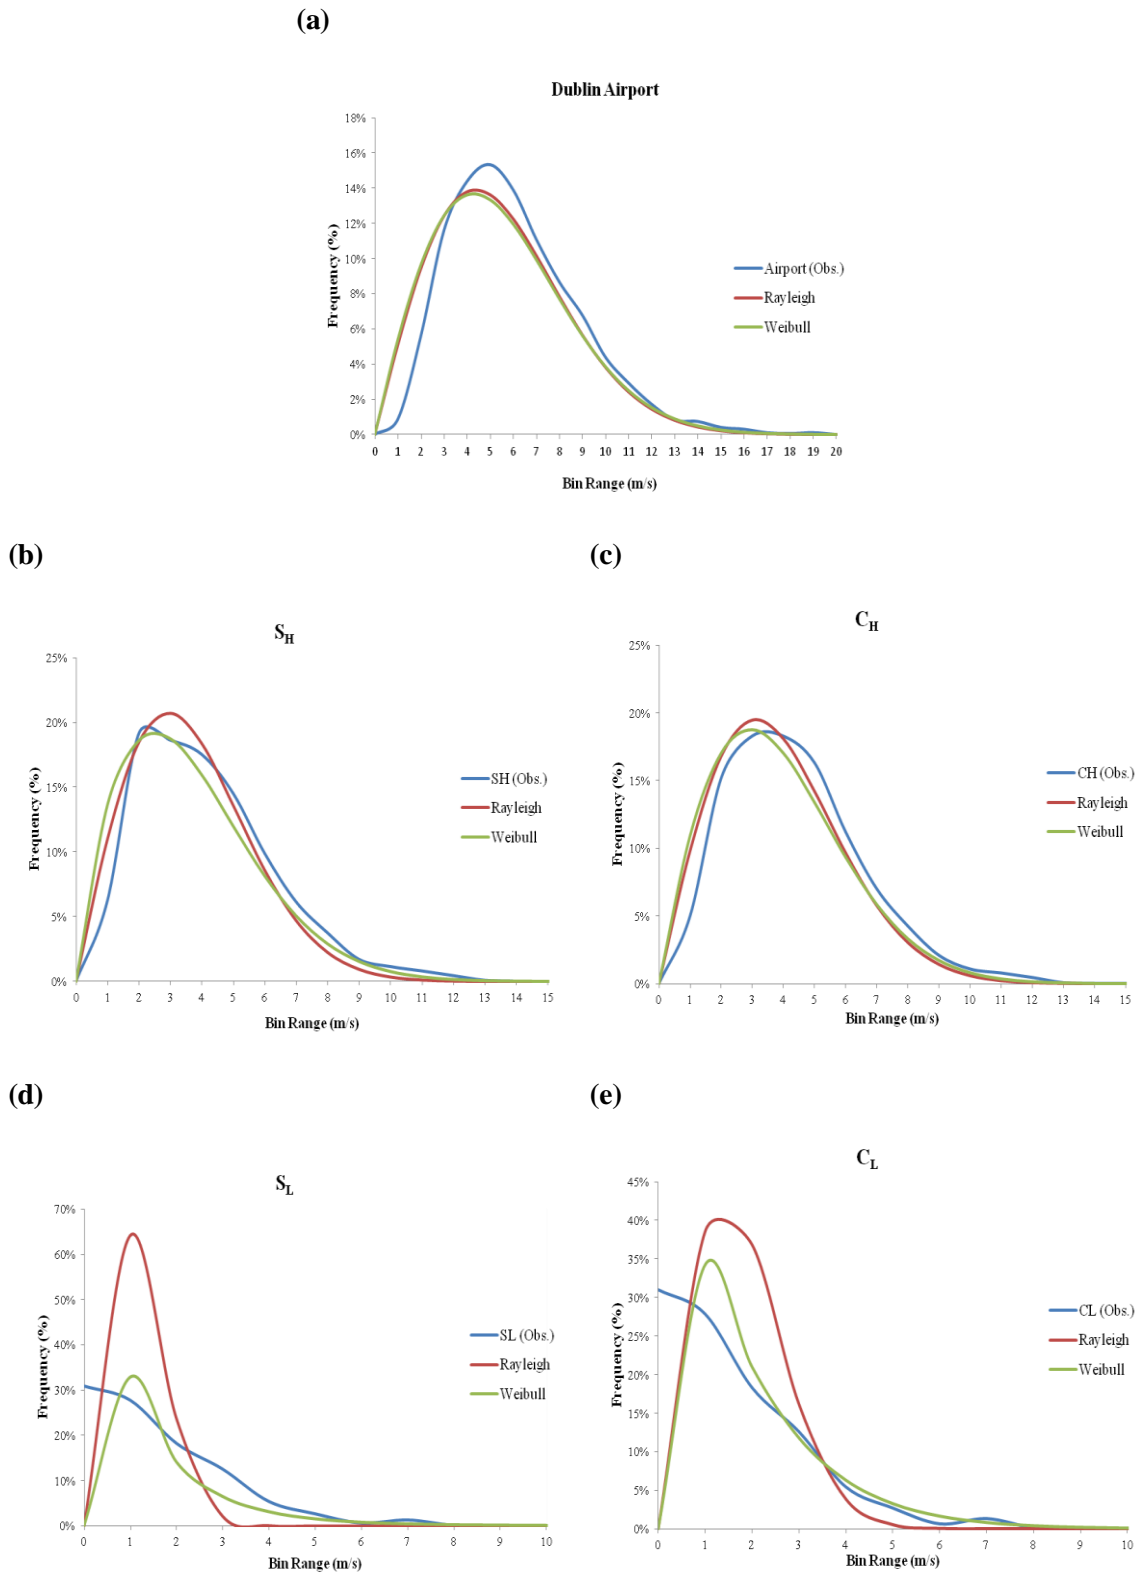 (a)
Dublin Airport
18%
16%
14%
12%
10%
8%
6%
4%
2%
0%
Frequency (%)
0 1 2 3 4 5 6 7 8 9 10 11 12 13 14 15 16 17 18 19 20
Bin Range (m/s)
Airport (Obs.)
Rayleigh
Weibull
(b)
S_H
25%
20%
15%
10%
5%
0%
Frequency (%)
0 1 2 3 4 5 6 7 8 9 10 11 12 13 14 15
Bin Range (m/s)
SH (Obs.)
Rayleigh
Weibull
(c)
C_H
25%
20%
15%
10%
5%
0%
Frequency (%)
0 1 2 3 4 5 6 7 8 9 10 11 12 13 14 15
Bin Range (m/s)
CH (Obs.)
Rayleigh
Weibull
(d)
S_L
70%
60%
50%
40%
30%
20%
10%
0%
Frequency (%)
0 1 2 3 4 5 6 7 8 9 10
Bin Range (m/s)
SL (Obs.)
Rayleigh
Weibull
(e)
C_L
45%
40%
35%
30%
25%
20%
15%
10%
5%
0%
Frequency (%)
0 1 2 3 4 5 6 7 8 9 10
Bin Range (m/s)
CL (Obs.)
Rayleigh
Weibull